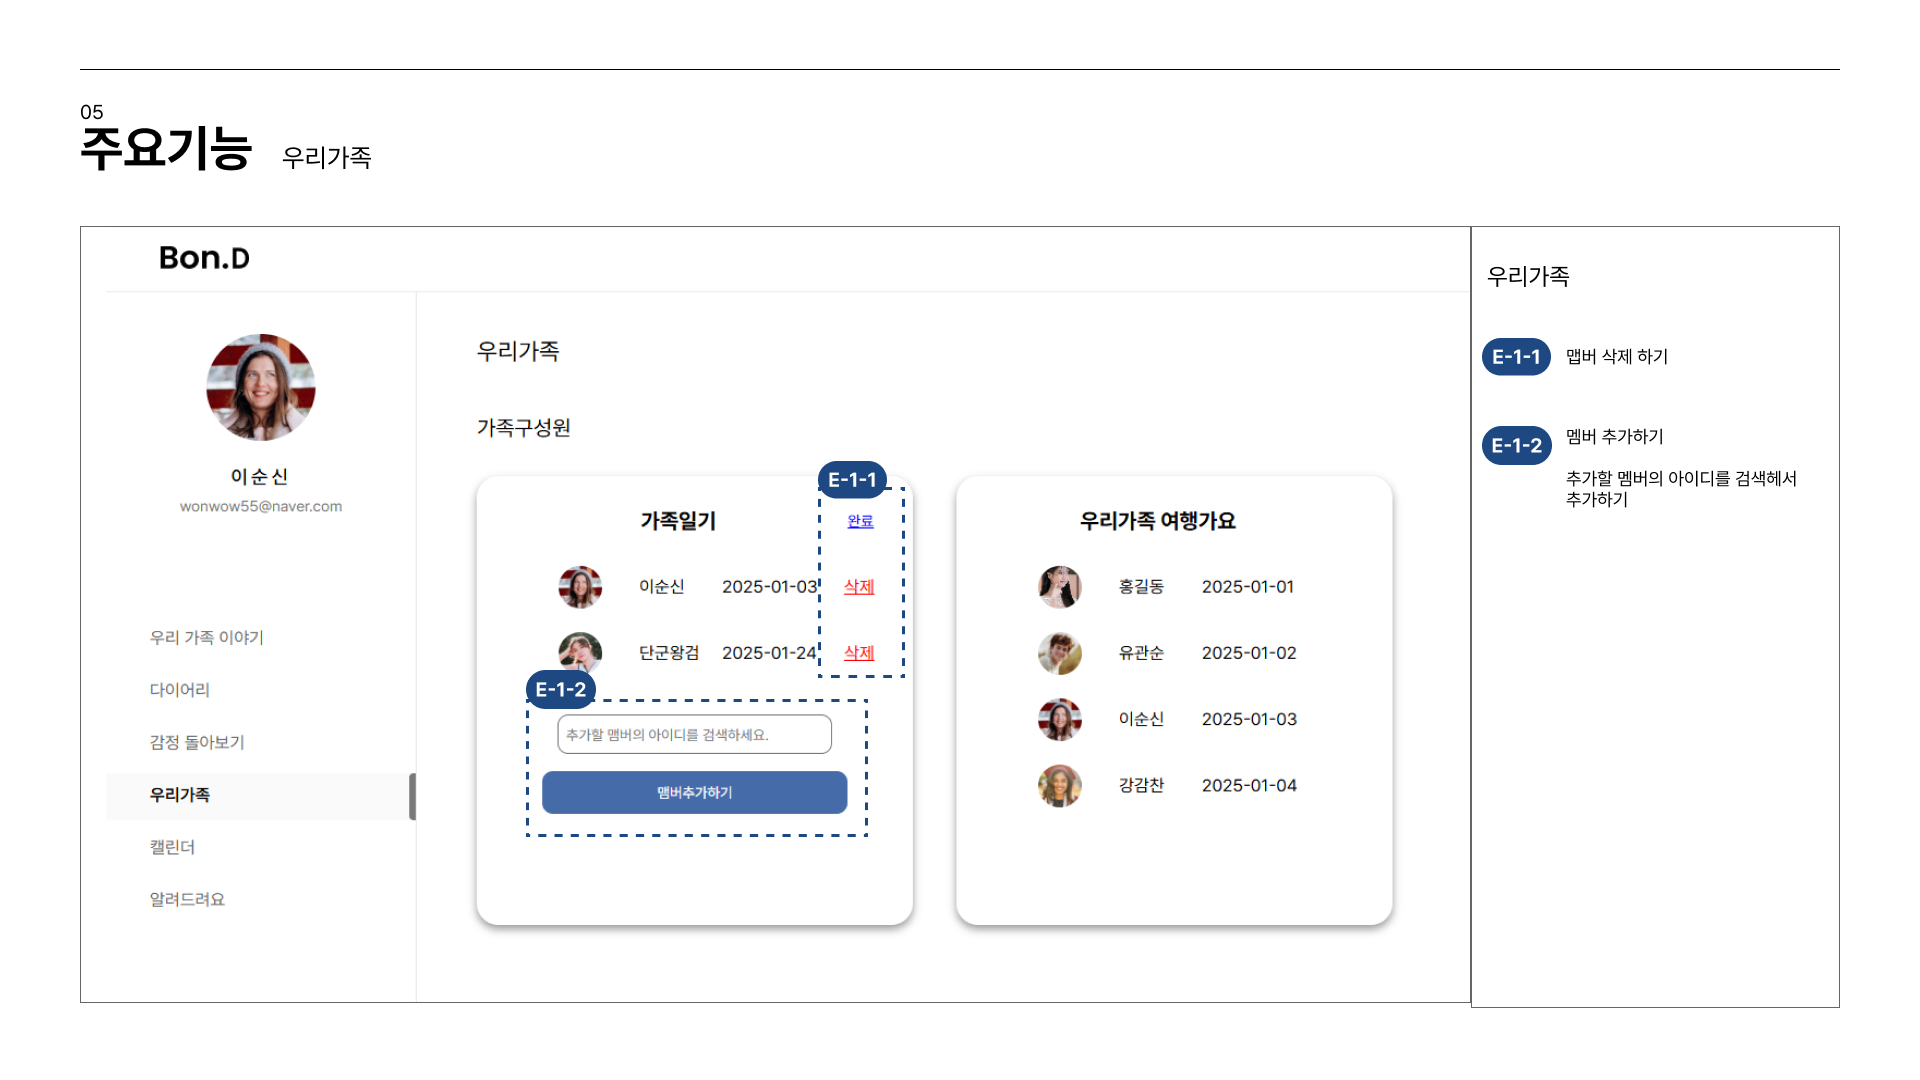 05
주요기능 우리가족
Bon.D
이순신
wonwow55@naver.com
우리 가족 이야기
다이어리
감정 돌아보기
우리가족
캘린더
알려드려요
우리가족
가족구성원
E-1-1
가족일기 완료
이순신 2025-01-03 삭제
단군왕검 2025-01-24 삭제
E-1-2
추가할 맴버의 아이디를 검색하세요.
맴버추가하기
우리가족 여행가요
홍길동 2025-01-01
유관순 2025-01-02
이순신 2025-01-03
강감찬 2025-01-04
우리가족
E-1-1 맵버 삭제 하기
E-1-2 멤버 추가하기
추가할 멤버의 아이디를 검색헤서
추가하기